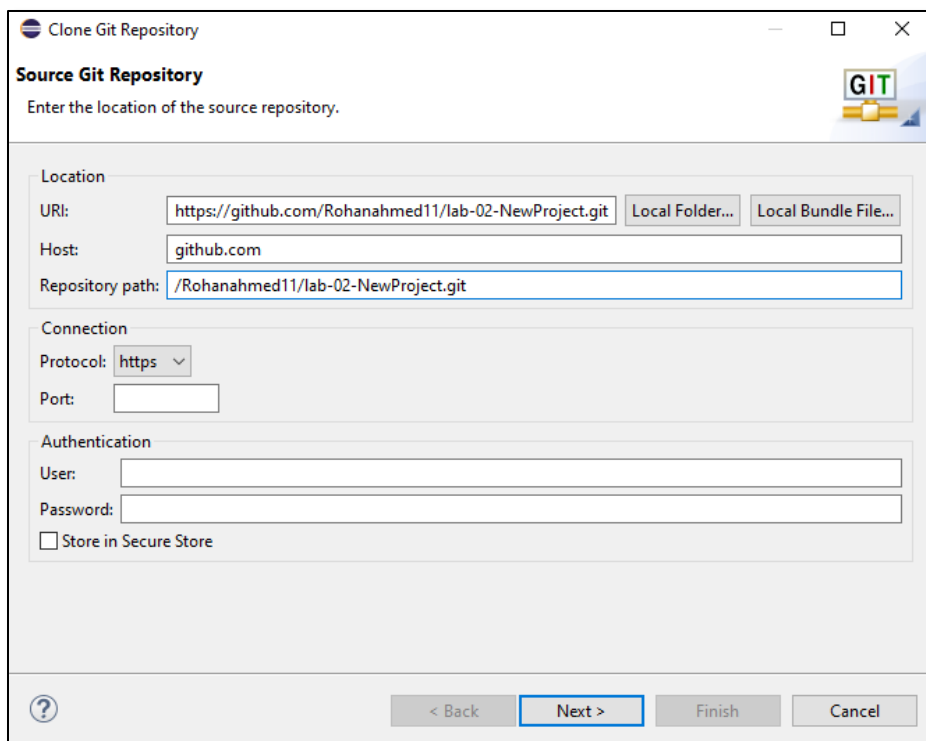 Clone Git Repository
Source Git Repository
Enter the location of the source repository.
GIT
Location
URI: https://github.com/Rohanahmed11/lab-02-NewProject.git Local Folder... Local Bundle File...
Host: github.com
Repository path: /Rohanahmed11/lab-02-NewProject.git
Connection
Protocol: https
Port:
Authentication
User:
Password:
Store in Secure Store
? < Back Next > Finish Cancel